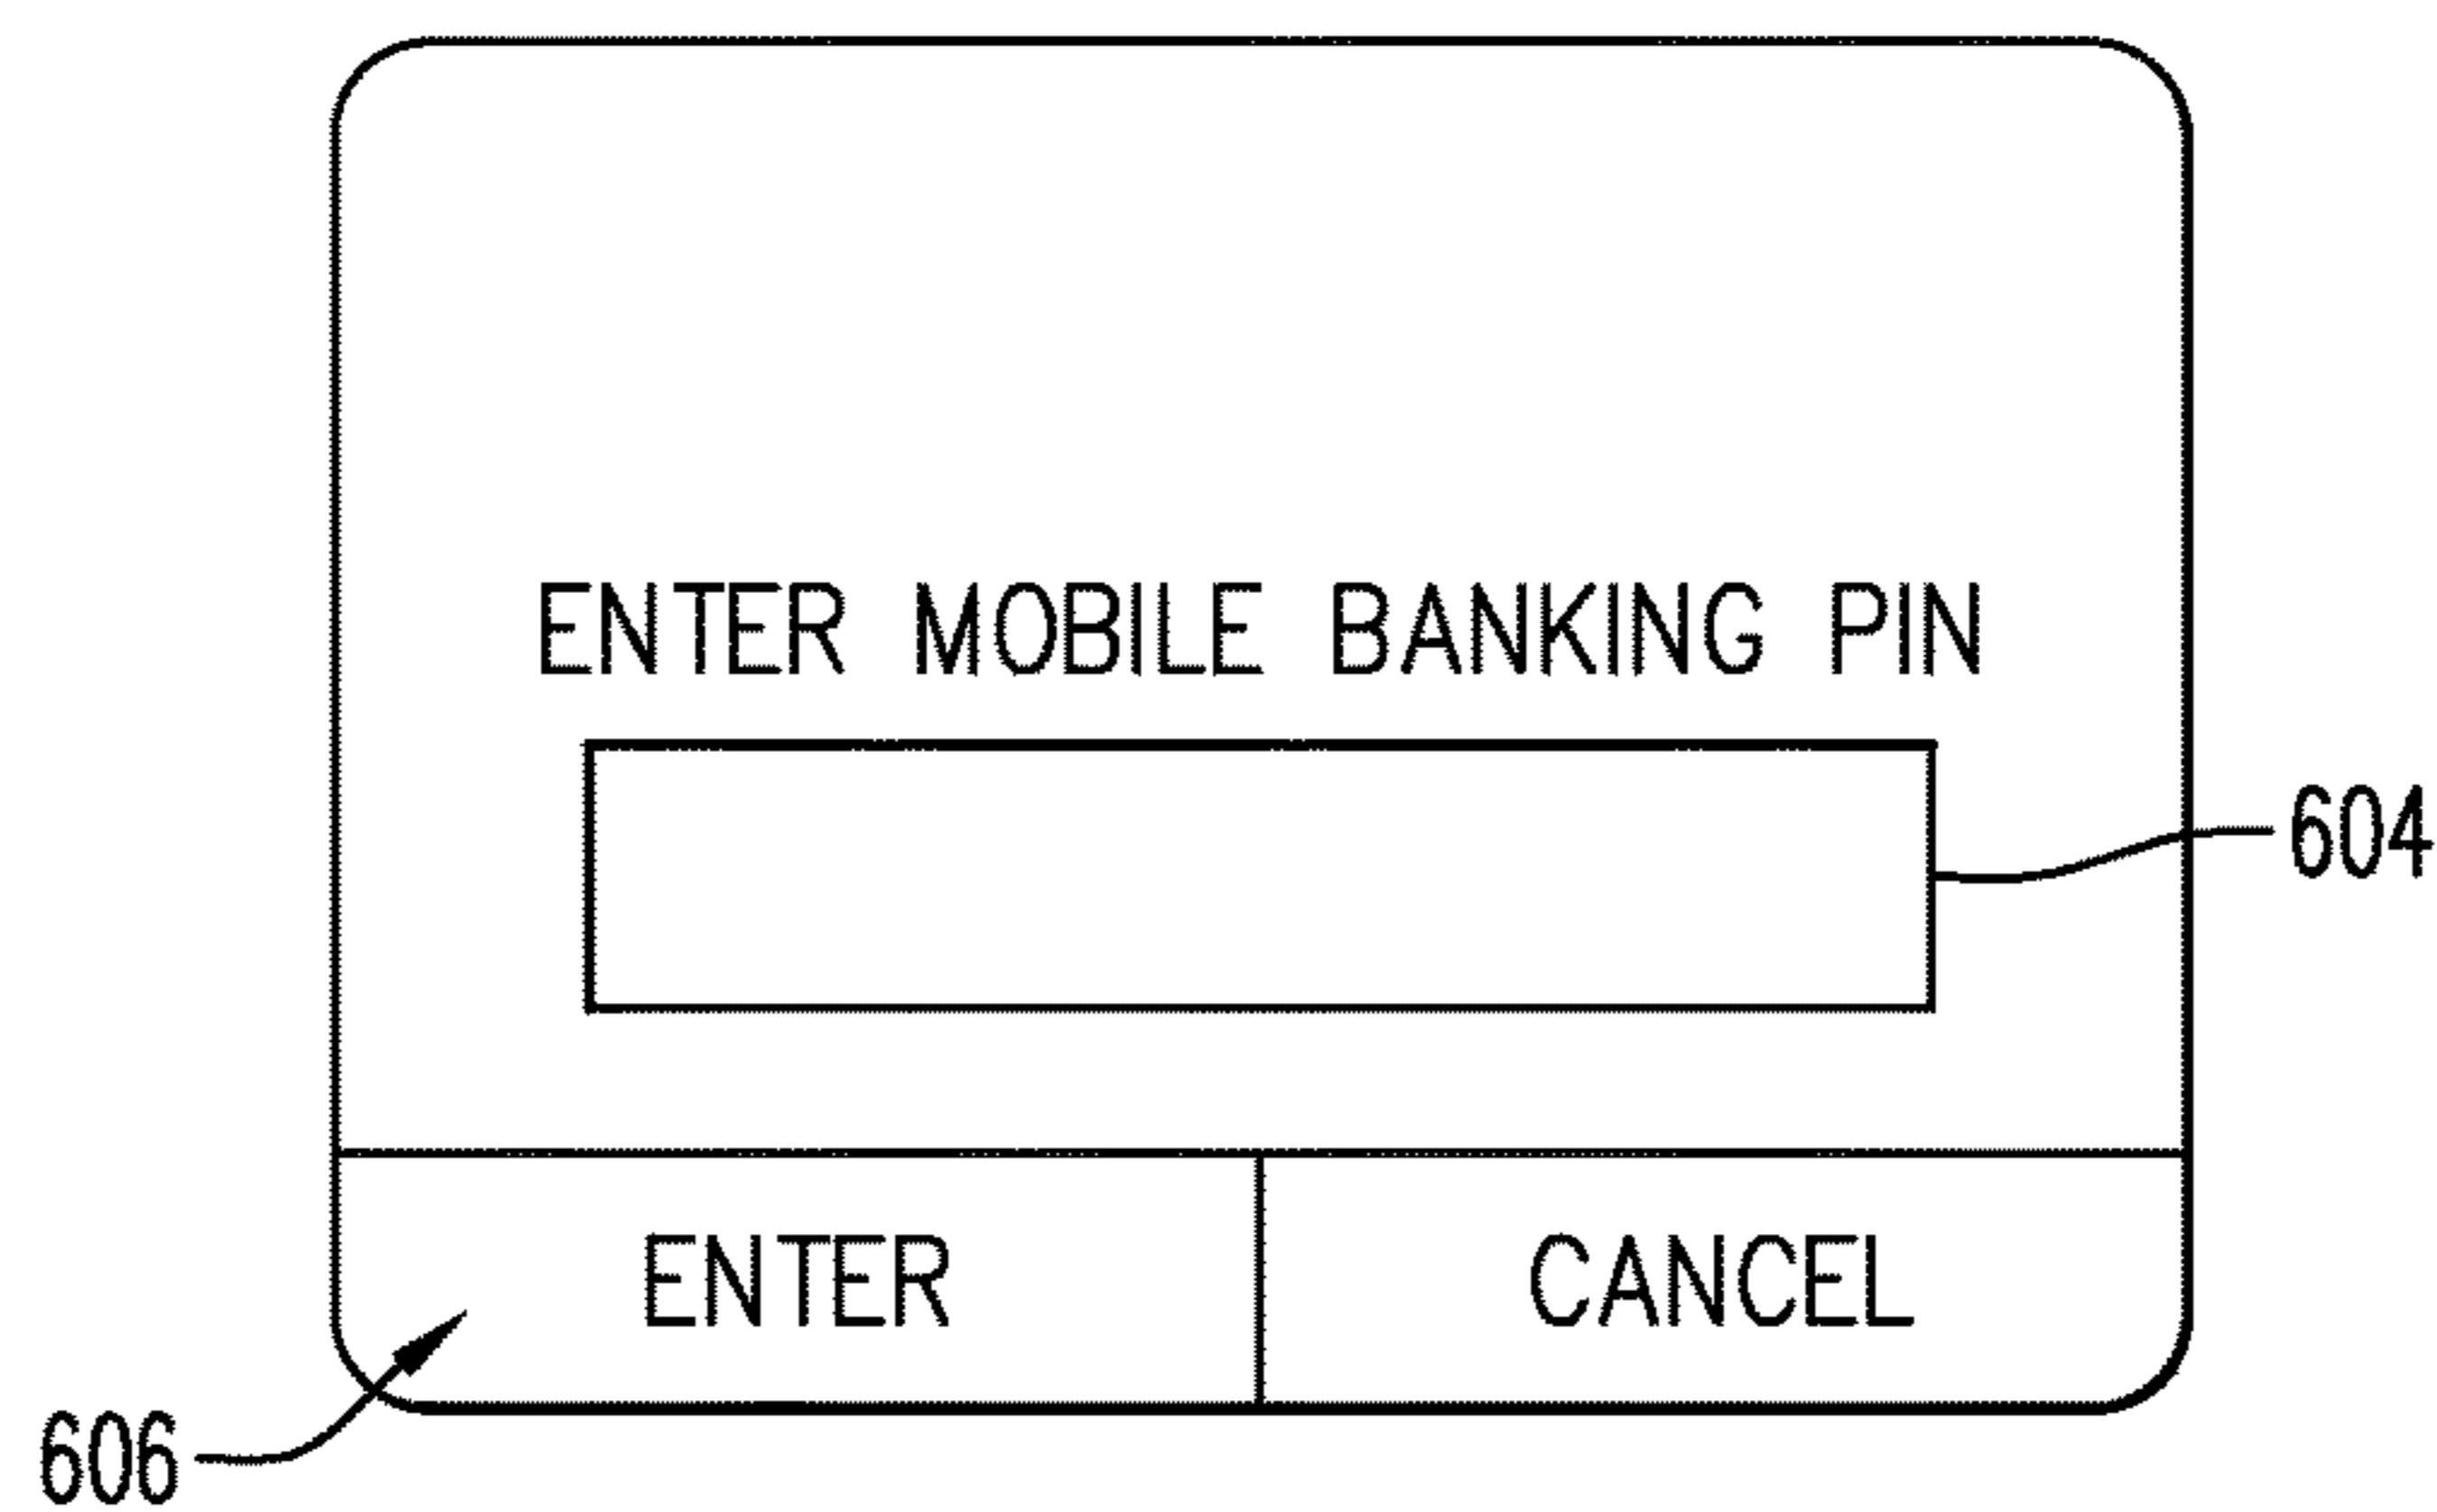 ENTER MOBILE BANKING PIN
604
ENTER
CANCEL
606